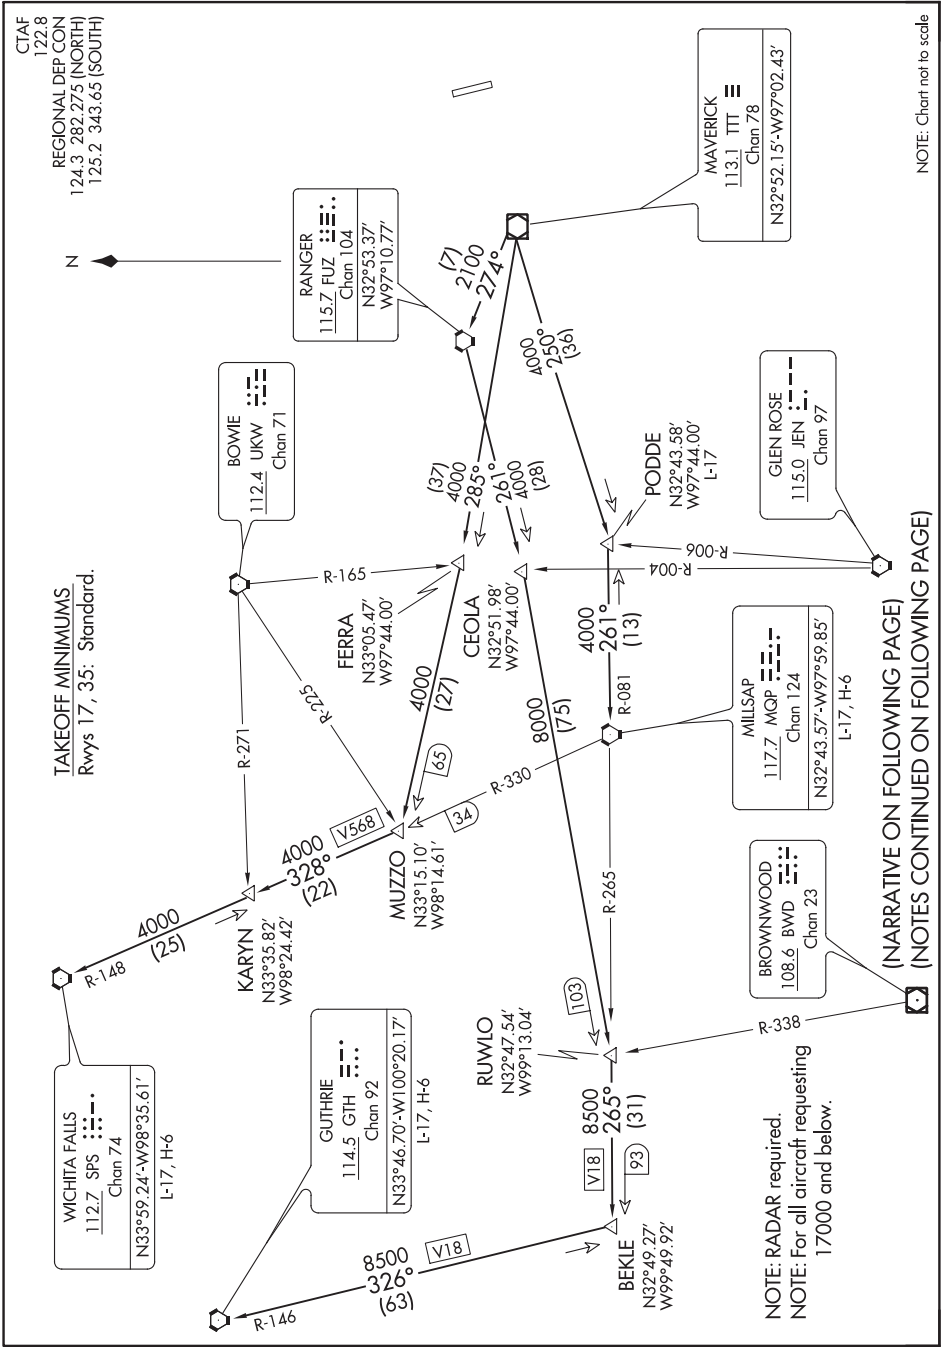 CTAF
122.8
REGIONAL DEP CON
124.3 282.275 (NORTH)
125.2 343.65 (SOUTH)
TAKEOFF MINIMUMS
Rwys 17, 35: Standard.
N
WICHITA FALLS
112.7 SPS
Chan 74
N33°59.24'-W98°35.61'
L-17, H-6
R-148
4000
(25)
KARYN
N33°35.82'
W98°24.42'
R-271
BOWIE
112.4 UKW
Chan 71
R-165
R-225
4000
328°
(22)
V568
MUZZO
N33°15.10'
W98°14.61'
65
34
R-330
4000
(27)
FERRA
N33°05.47'
W97°44.00'
RANGER
115.7 FUZ
Chan 104
N32°53.37'
W97°10.77'
(7)
2100
274°
(37)
4000
285°
261°
4000
(28)
CEOLA
N32°51.98'
W97°44.00'
MAVERICK
113.1 TTT
Chan 78
N32°52.15'-W97°02.43'
4000
250°
(36)
PODDE
N32°43.58'
W97°44.00'
L-17
GLEN ROSE
115.0 JEN
Chan 97
R-006
R-004
4000
261°
(13)
R-081
MILLSAP
117.7 MQP
Chan 124
N32°43.57'-W97°59.85'
L-17, H-6
8000
(75)
R-265
103
RUWLO
N32°47.54'
W99°13.04'
BROWNWOOD
108.6 BWD
Chan 23
R-338
8500
265°
(31)
V18
93
BEKLE
N32°49.27'
W99°49.92'
8500
326°
(63)
V18
R-146
GUTHRIE
114.5 GTH
Chan 92
N33°46.70'-W100°20.17'
L-17, H-6
NOTE: RADAR required.
NOTE: For all aircraft requesting
17000 and below.
(NARRATIVE ON FOLLOWING PAGE)
(NOTES CONTINUED ON FOLLOWING PAGE)
NOTE: Chart not to scale